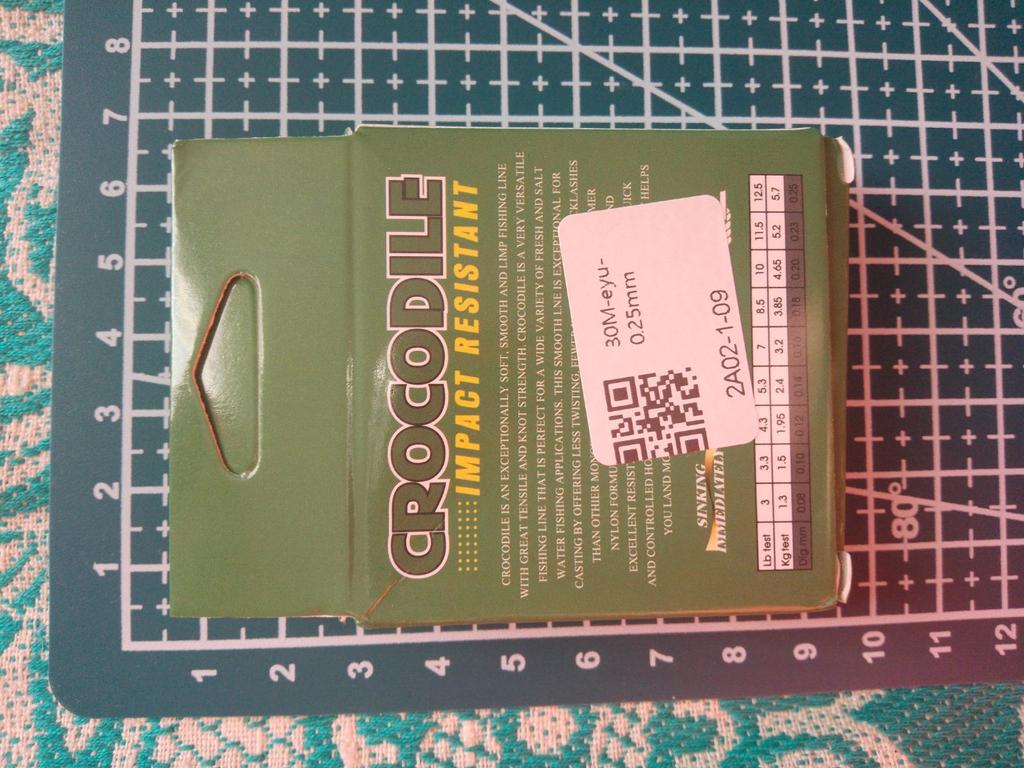 CROCODILE
IMPACT RESISTANT
CROCODILE IS AN EXCEPTIONALLY SOFT, SMOOTH AND LIMP FISHING LINE
WITH GREAT TENSILE AND KNOT STRENGTH. CROCODILE IS A VERY VERSATILE
FISHING LINE THAT IS PERFECT FOR A WIDE VARIETY OF FRESH AND SALT
WATER FISHING APPLICATIONS. THIS SMOOTH LINE IS EXCEPTIONAL FOR
CASTING BY OFFERING LESS TWISTING, FEWER
THAN OTHER
NYLON
EXCELLENT
AND CONTROLLED HELPS
YOU LAND
SINKING
IMMEDIATELY
30M-eyu-
0.25mm
2A02-1-09
Lb test 3 3.3 4.3 5.3 7 8.5 10 11.5 12.5
Kg test 1.3 1.5 1.95 2.4 3.2 3.85 4.65 5.2 5.7
Dig mm 0.08 0.10 0.12 0.14 0.16 0.18 0.20 0.23 0.25
1 2 3 4 5 6 7 8
1 2 3 4 5 6 7 8 9 10 11 12
80°
60°